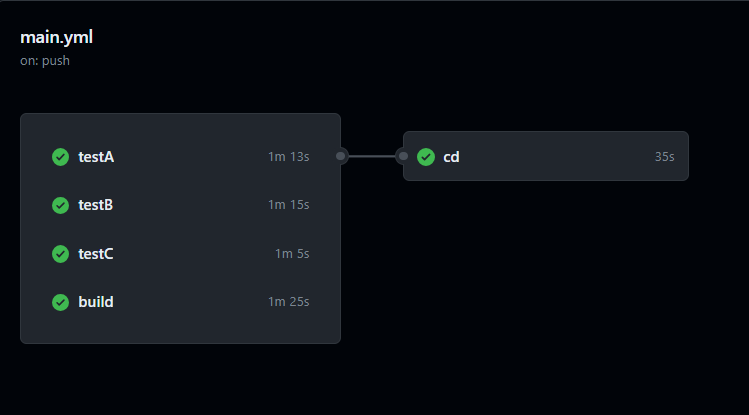 main.yml
on: push
testA 1m 13s
testB 1m 15s
testC 1m 5s
build 1m 25s
cd 35s